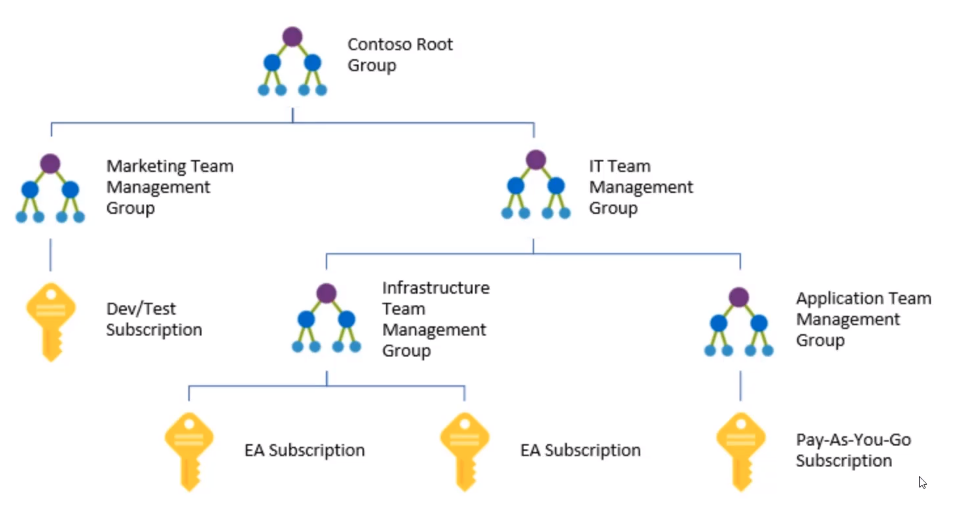 Contoso Root
Group
Marketing Team
Management
Group
IT Team
Management
Group
Dev/Test
Subscription
Infrastructure
Team
Management
Group
Application Team
Management
Group
EA Subscription
EA Subscription
Pay-As-You-Go
Subscription